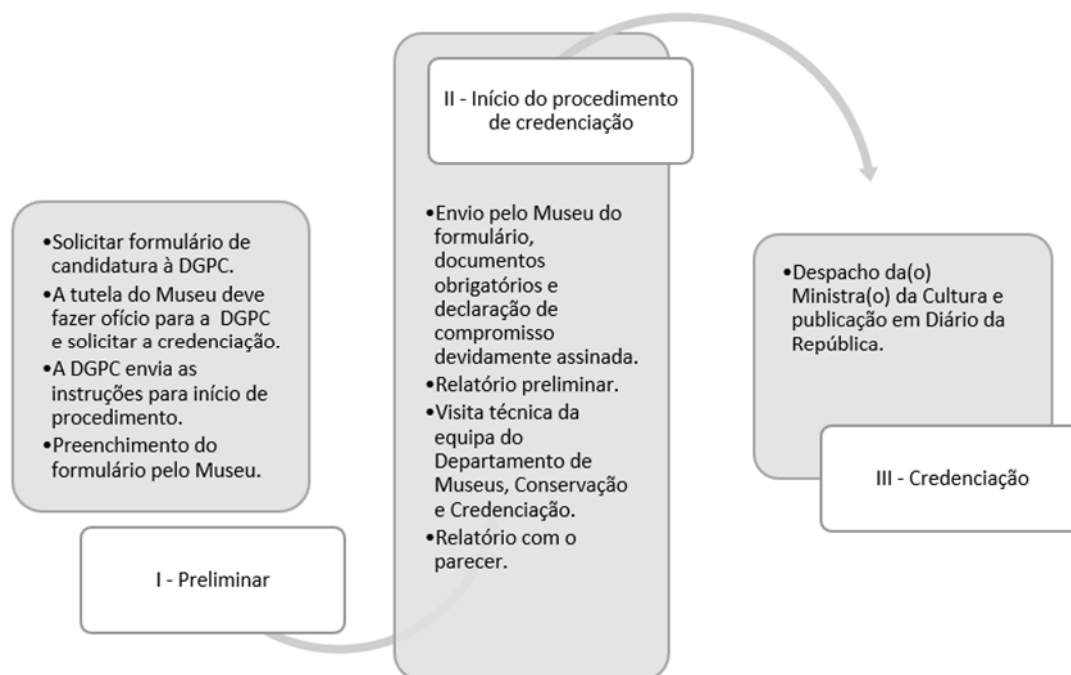 •Solicitar formulário de
candidatura à DGPC.
•A tutela do Museu deve
fazer ofício para a DGPC
e solicitar a credenciação.
•A DGPC envia as
instruções para início de
procedimento.
•Preenchimento do
formulário pelo Museu.
I - Preliminar
II - Início do procedimento
de credenciação
•Envio pelo Museu do
formulário,
documentos
obrigatórios e
declaração de
compromisso
devidamente assinada.
•Relatório preliminar.
•Visita técnica da
equipa do
Departamento de
Museus, Conservação
e Credenciação.
•Relatório com o
parecer.
•Despacho da(o)
Ministra(o) da Cultura e
publicação em Diário da
República.
III - Credenciação